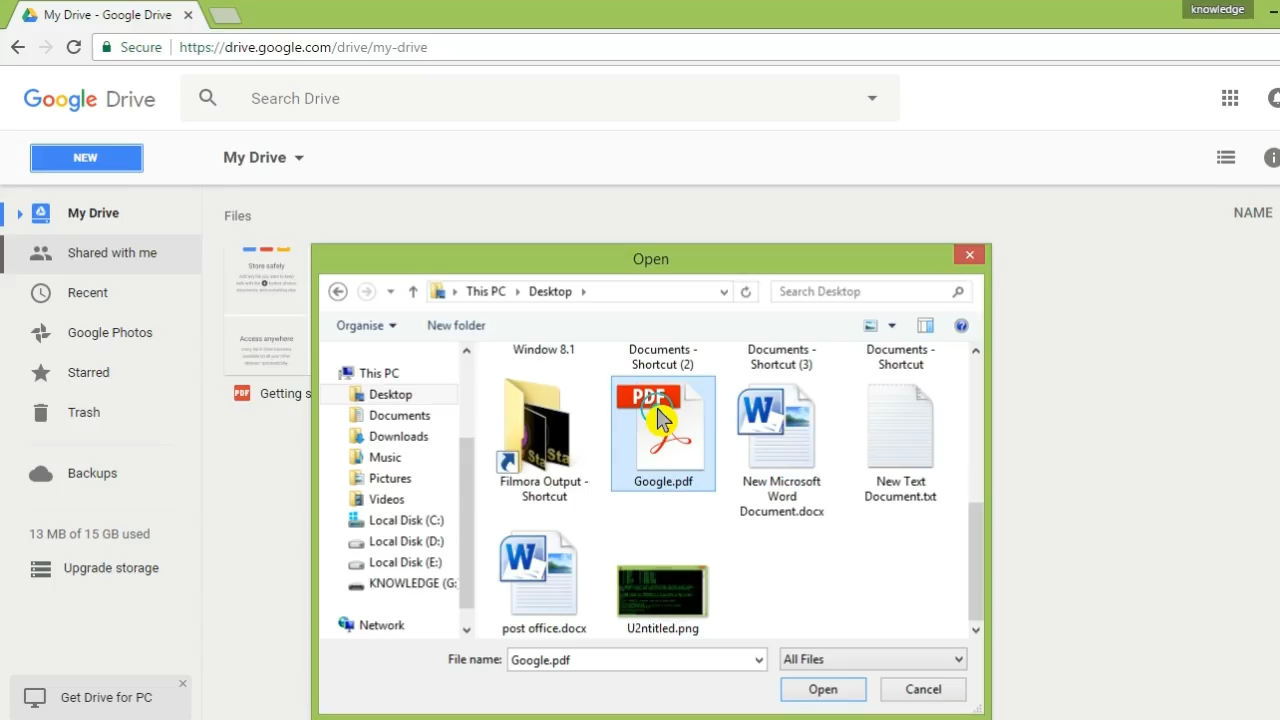 My Drive - Google Drive
knowledge
Secure
https://drive.google.com/drive/my-drive
Google Drive
Search Drive
NEW
My Drive
My Drive
Shared with me
Recent
Google Photos
Starred
Trash
Backups
13 MB of 15 GB used
Upgrade storage
Get Drive for PC
Files
NAME
Store safely
Access anywhere
PDF
Getting s
Open
This PC
Desktop
Search Desktop
Organise
New folder
This PC
Desktop
Documents
Downloads
Music
Pictures
Videos
Local Disk (C:)
Local Disk (D:)
Local Disk (E:)
KNOWLEDGE (G:
Network
Window 8.1
Documents -
Shortcut (2)
Documents -
Shortcut (3)
Documents -
Shortcut
Sta
Sta
Filmora Output -
Shortcut
PDF
Google.pdf
W
New Microsoft
Word
Document.docx
New Text
Document.txt
W
post office.docx
U2ntitled.png
File name:
Google.pdf
All Files
Open
Cancel